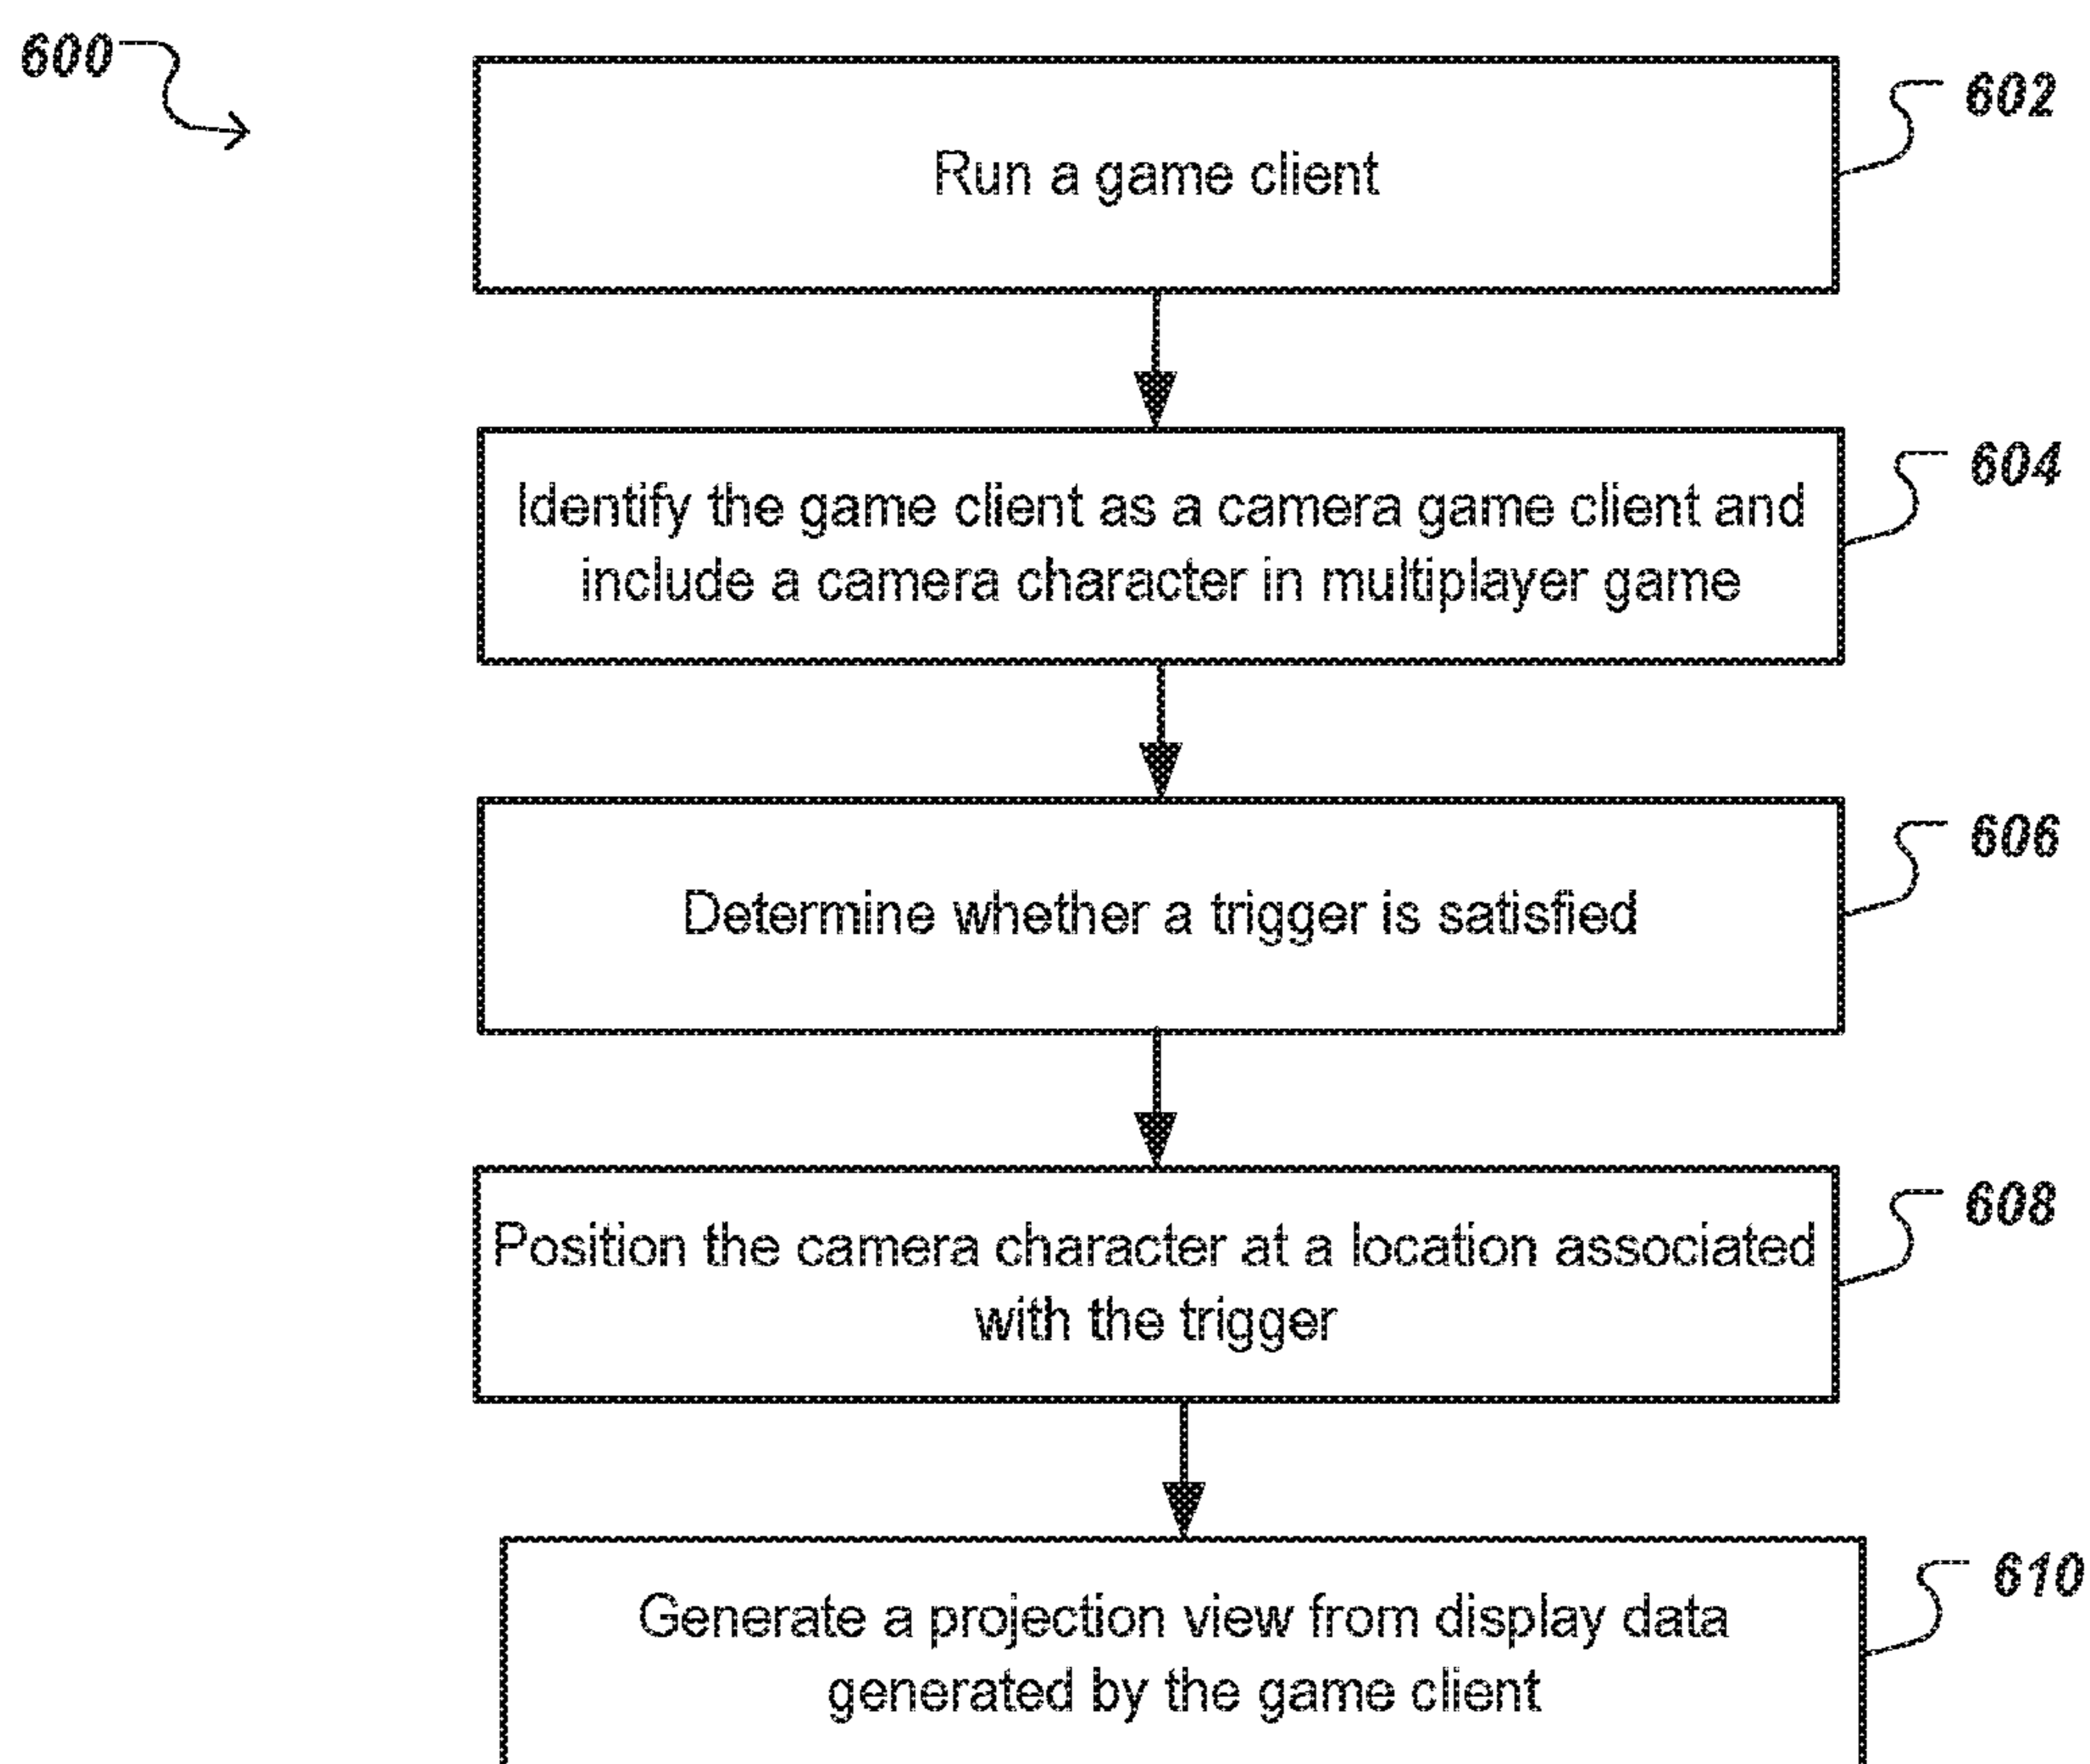 600
602
Run a game client
604
Identify the game client as a camera game client and
include a camera character in multiplayer game
606
Determine whether a trigger is satisfied
608
Position the camera character at a location associated
with the trigger
610
Generate a projection view from display data
generated by the game client